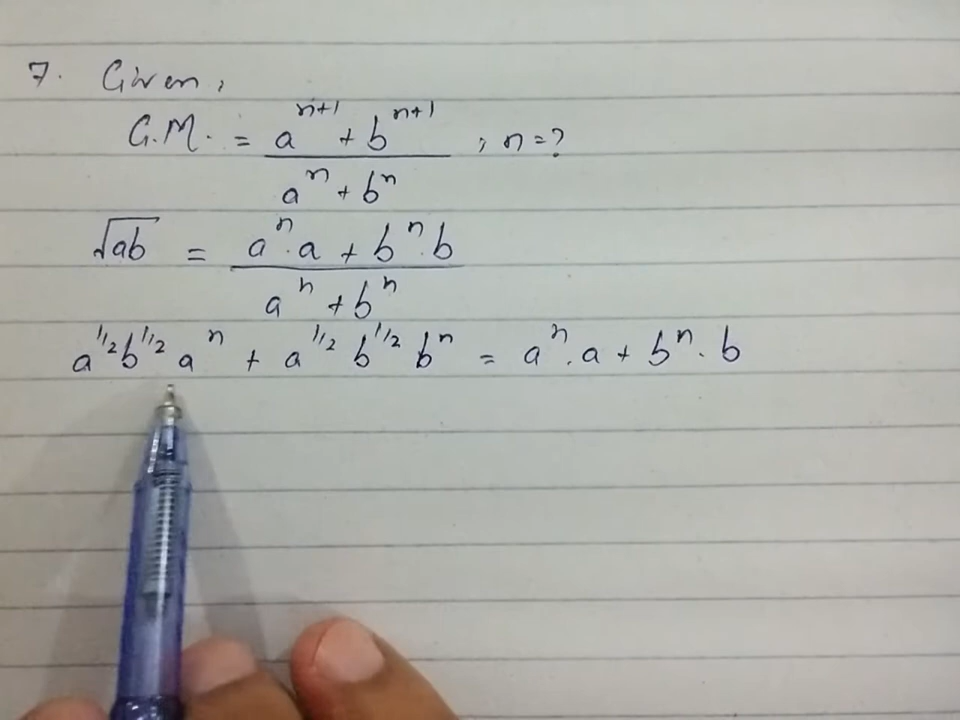 7. Given,
G.M. = a^{n+1} + b^{n+1} / a^n + b^n ; n = ?
√ab = a^n . a + b^n . b / a^n + b^n
a^{1/2} b^{1/2} a^n + a^{1/2} b^{1/2} b^n = a^n . a + b^n . b